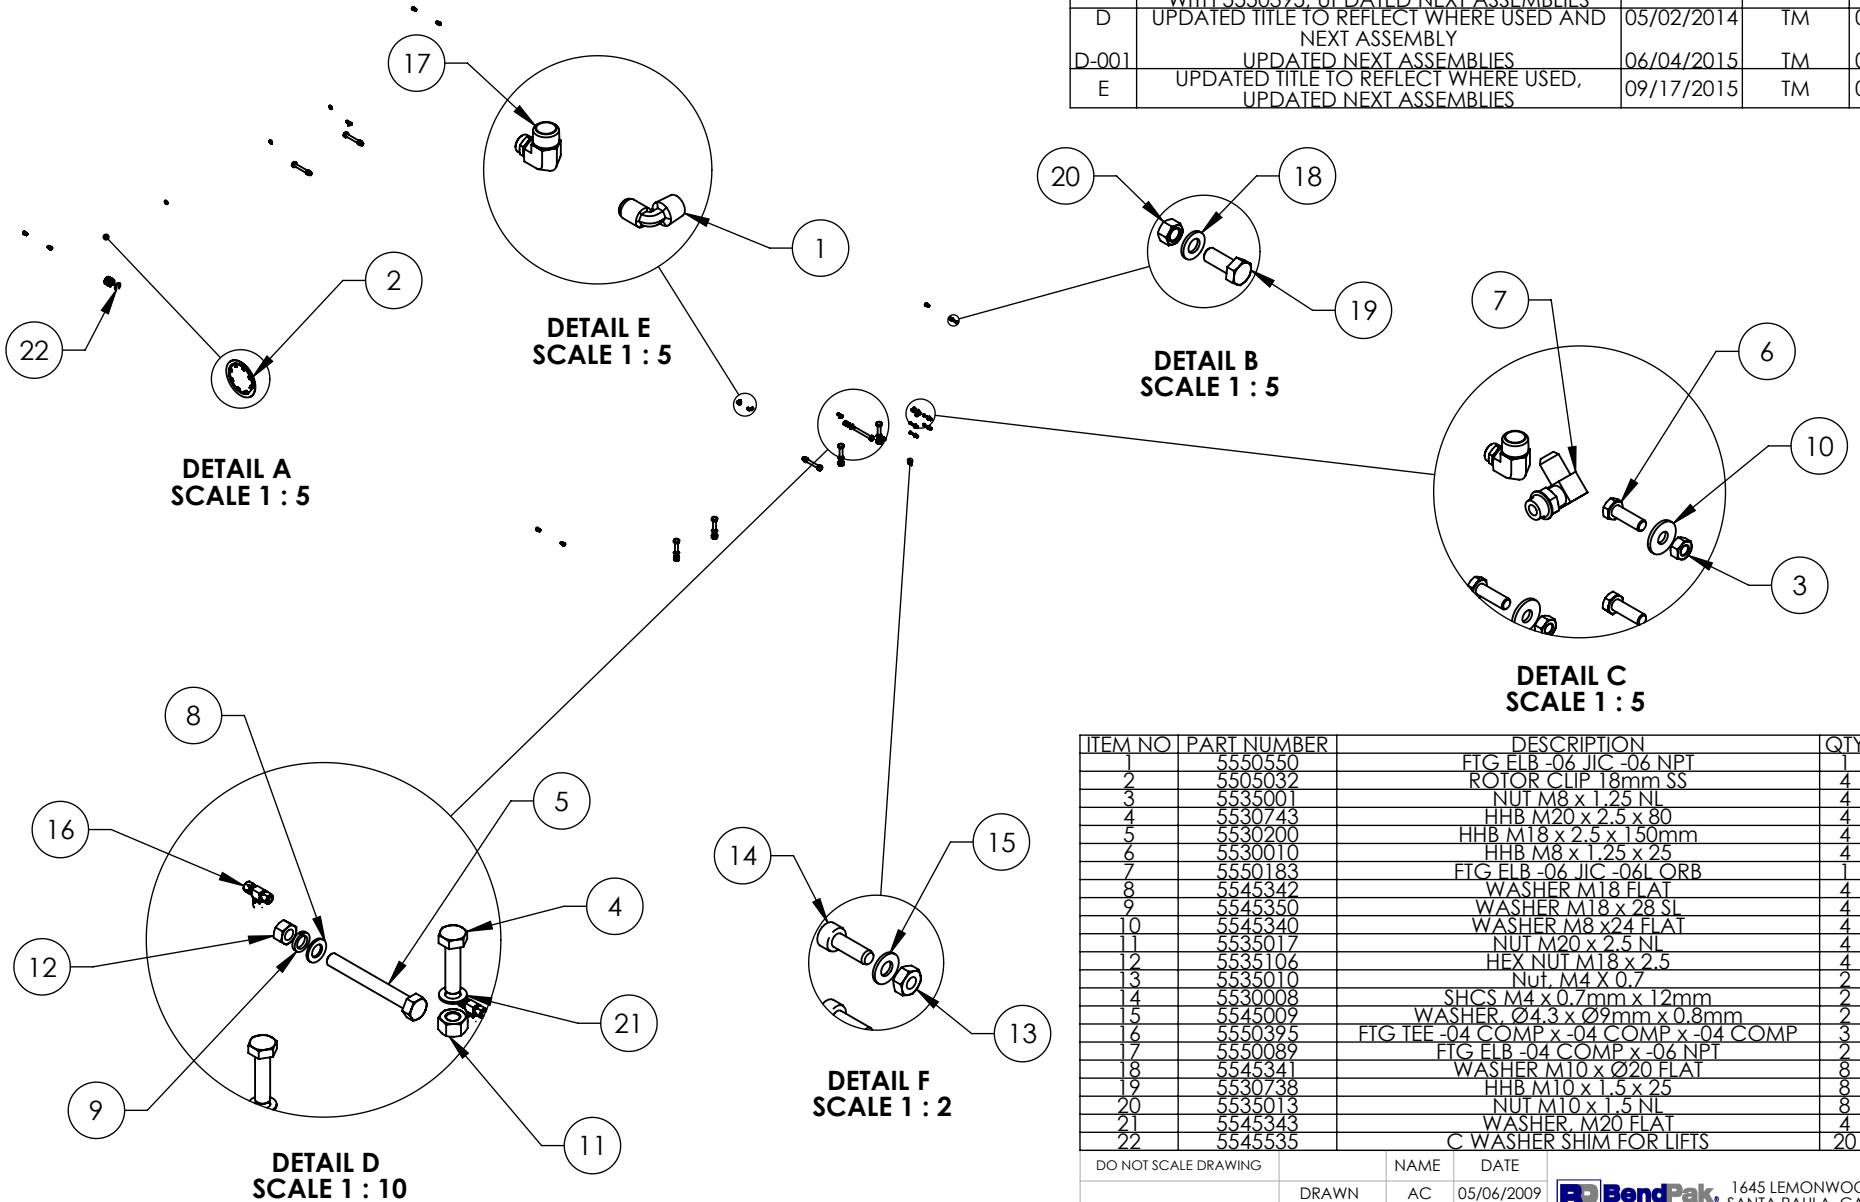 WITH 5550395, UPDATED NEXT ASSEMBLIES
D UPDATED TITLE TO REFLECT WHERE USED AND NEXT ASSEMBLY 05/02/2014 TM
D-001 UPDATED NEXT ASSEMBLIES 06/04/2015 TM
E UPDATED TITLE TO REFLECT WHERE USED, UPDATED NEXT ASSEMBLIES 09/17/2015 TM
17
1
2
22
DETAIL E
SCALE 1 : 5
DETAIL A
SCALE 1 : 5
20
18
19
DETAIL B
SCALE 1 : 5
7
6
10
3
DETAIL C
SCALE 1 : 5
8
5
16
4
12
21
9
11
DETAIL D
SCALE 1 : 10
14
15
13
DETAIL F
SCALE 1 : 2
ITEM NO PART NUMBER DESCRIPTION QTY
1 5550550 FTG ELB -06 JIC -06 NPT 1
2 5505032 ROTOR CLIP 18mm SS 4
3 5535001 NUT M8 x 1.25 NL 4
4 5530743 HHB M20 x 2.5 x 80 4
5 5530200 HHB M18 x 2.5 x 150mm 4
6 5530010 HHB M8 x 1.25 x 25 4
7 5550183 FTG ELB -06 JIC -06L ORB 1
8 5545342 WASHER M18 FLAT 4
9 5545350 WASHER M18 x 28 SL 4
10 5545340 WASHER M8 x24 FLAT 4
11 5535017 NUT M20 x 2.5 NL 4
12 5535106 HEX NUT M18 x 2.5 4
13 5535010 Nut, M4 X 0.7 2
14 5530008 SHCS M4 x 0.7mm x 12mm 2
15 5545009 WASHER, Ø4.3 x Ø9mm x 0.8mm 2
16 5550395 FTG TEE -04 COMP x -04 COMP x -04 COMP 3
17 5550089 FTG ELB -04 COMP x -06 NPT 2
18 5545341 WASHER M10 x Ø20 FLAT 8
19 5530738 HHB M10 x 1.5 x 25 8
20 5535013 NUT M10 x 1.5 NL 8
21 5545343 WASHER, M20 FLAT 4
22 5545535 C WASHER SHIM FOR LIFTS 20
DO NOT SCALE DRAWING NAME DATE
DRAWN AC 05/06/2009
BendPak 1645
SANTA PAULA,